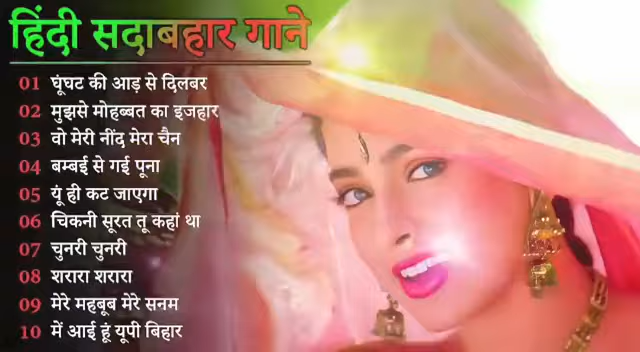 हिंदी सदाबहार गाने
01 घूंघट की आड़ से दिलबर
02 मुझसे मोहब्बत का इजहार
03 वो मेरी नींद मेरा चैन
04 बम्बई से गई पूना
05 यूं ही कट जाएगा
06 चिकनी सूरत तू कहां था
07 चुनरी चुनरी
08 शरारा शरारा
09 मेरे महबूब मेरे सनम
10 में आई हूं यूपी बिहार